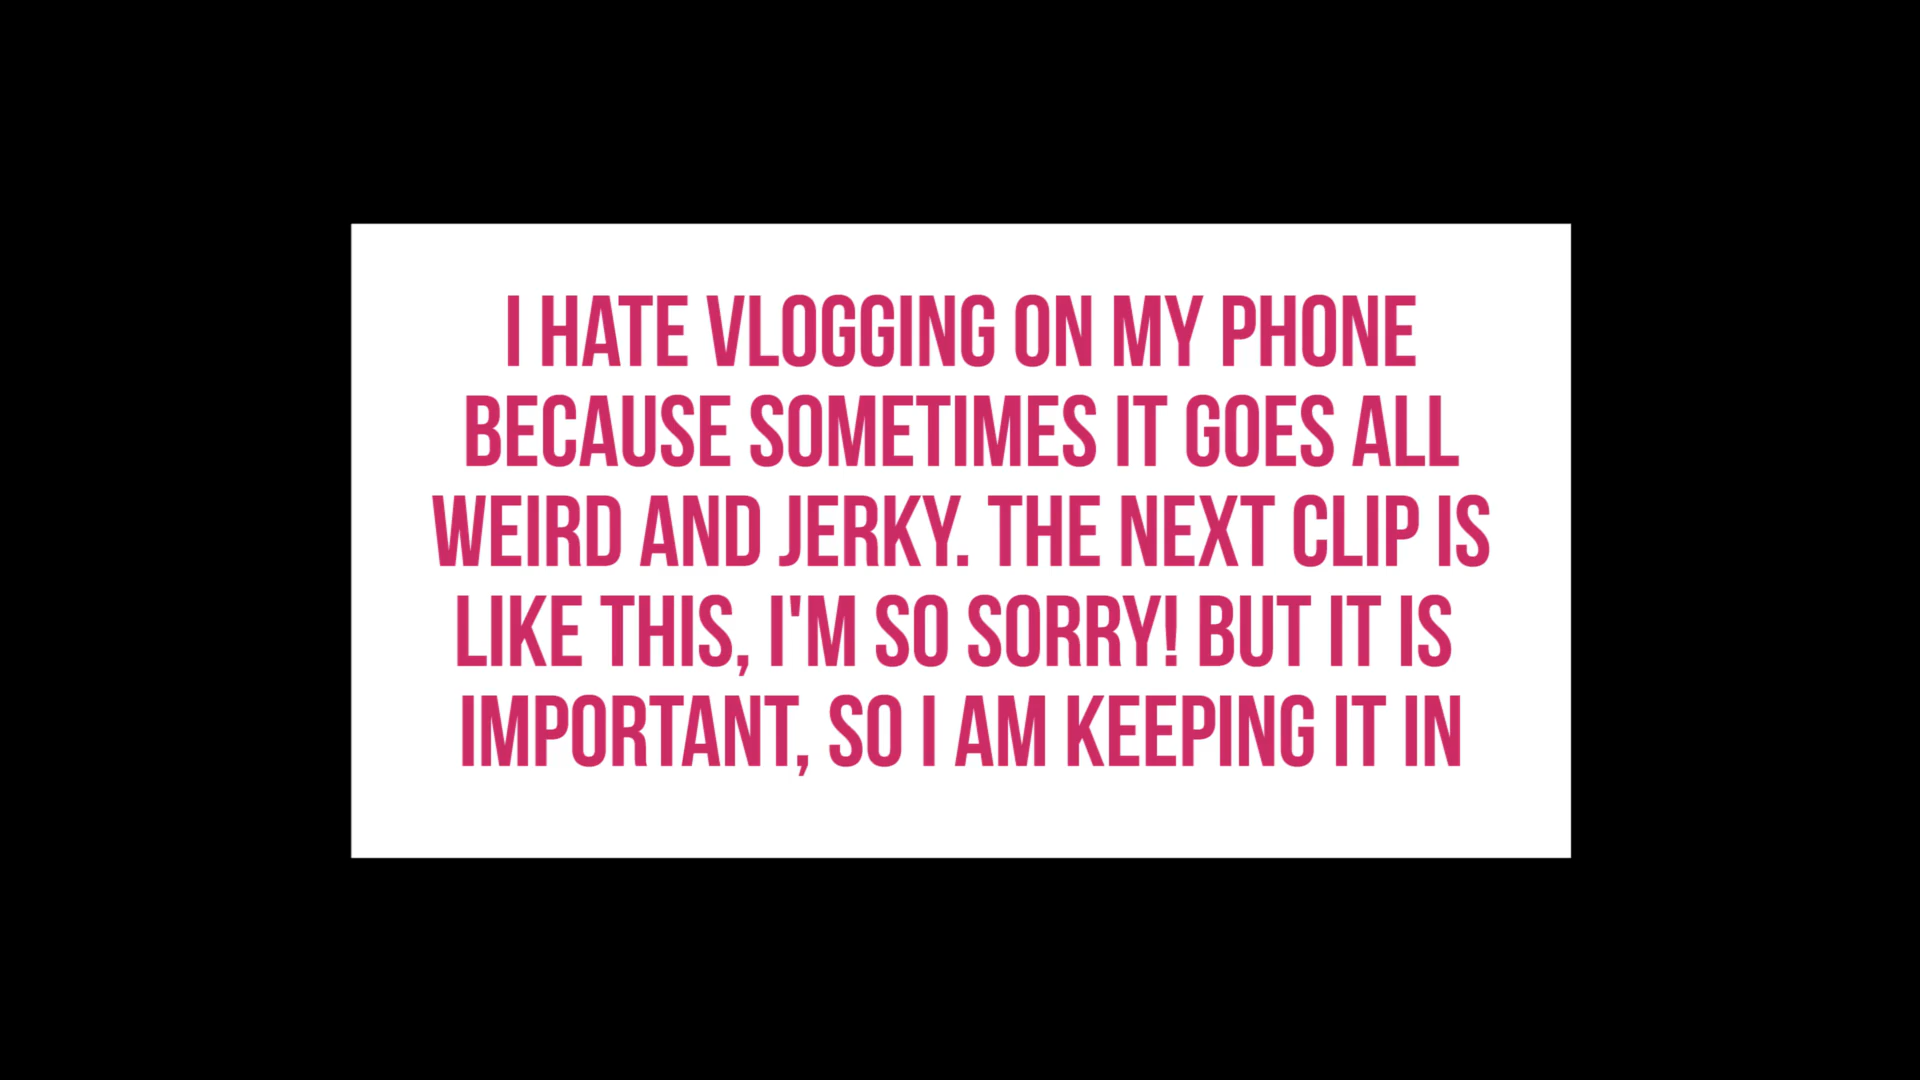 I HATE VLOGGING ON MY PHONE
BECAUSE SOMETIMES IT GOES ALL
WEIRD AND JERKY. THE NEXT CLIP IS
LIKE THIS, I'M SO SORRY! BUT IT IS
IMPORTANT, SO I AM KEEPING IT IN